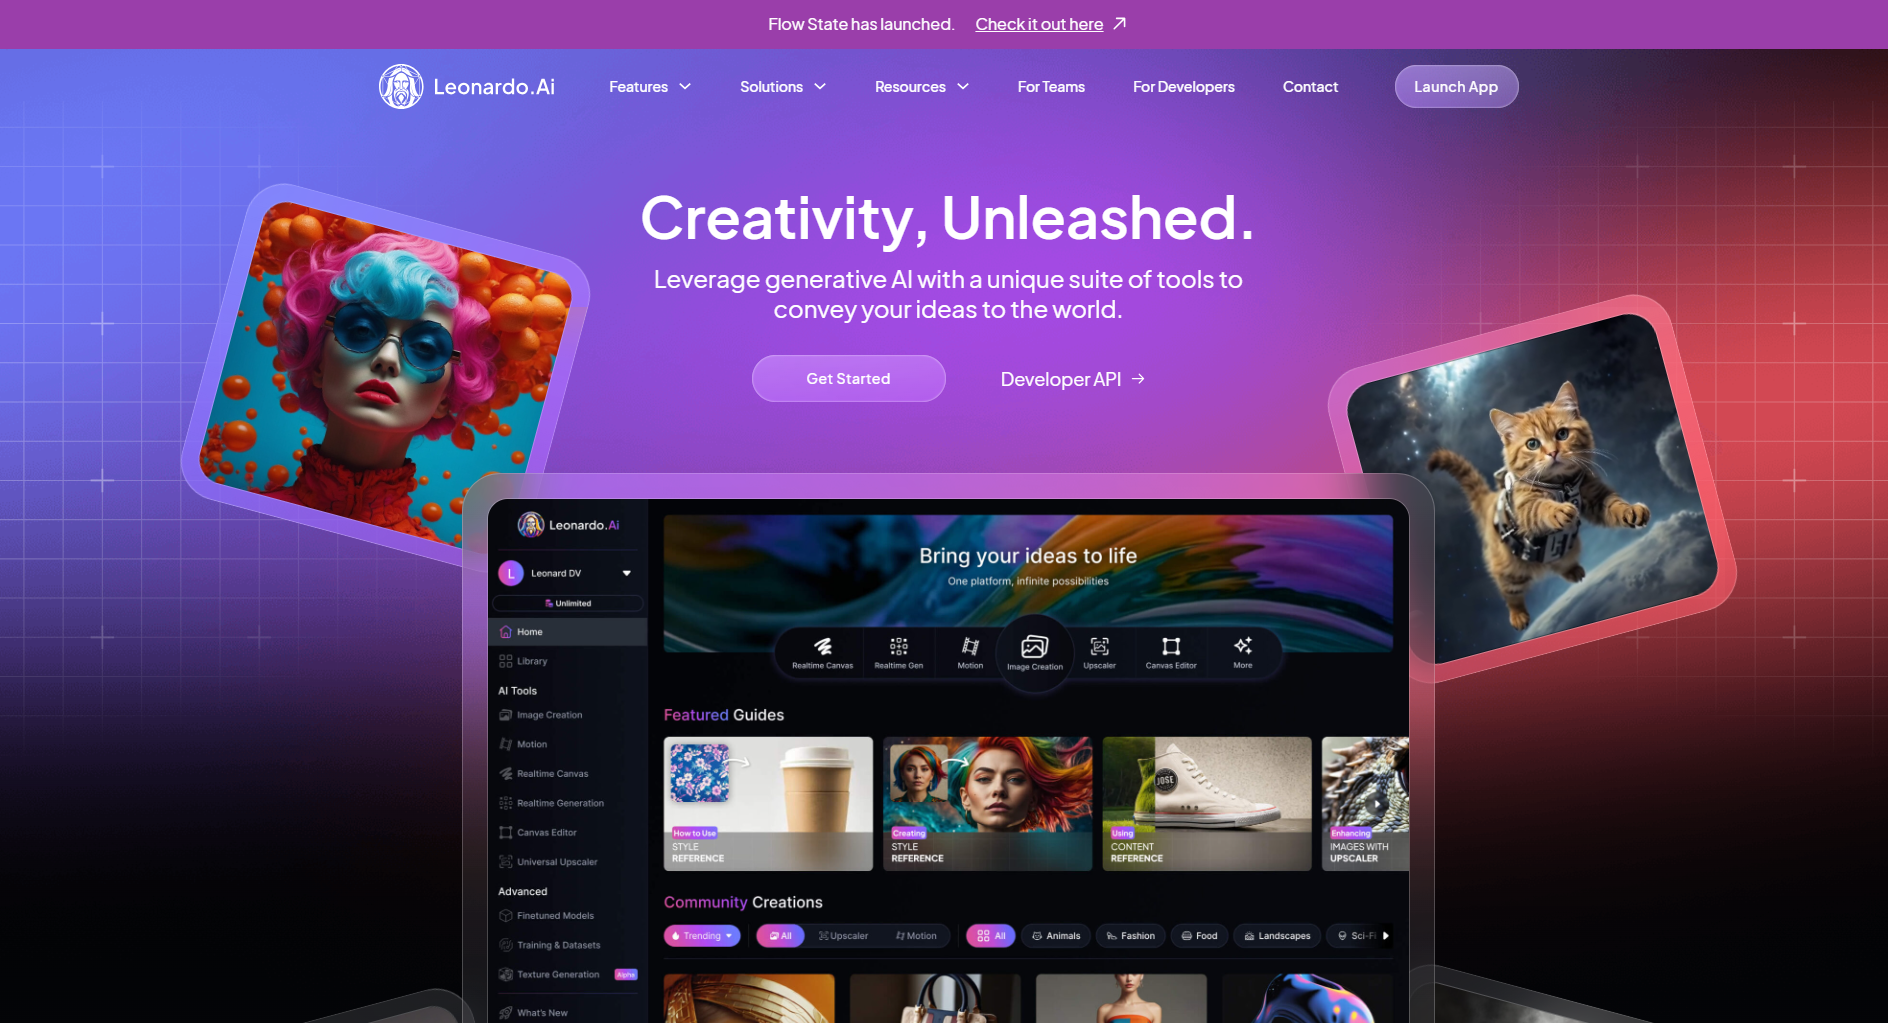 Flow State has launched. Check it out here
Leonardo.Ai
Features
Solutions
Resources
For Teams
For Developers
Contact
Launch App
Creativity, Unleashed.
Leverage generative AI with a unique suite of tools to
convey your ideas to the world.
Get Started
Developer API
Leonardo.Ai
L
Leonard DV
Unlimited
Home
Library
AI Tools
Image Creation
Motion
Realtime Canvas
Realtime Generation
Canvas Editor
Universal Upscaler
Advanced
Finetuned Models
Training & Datasets
Texture Generation Alpha
What's New
Bring your ideas to life
One platform, infinite possibilities
Realtime Canvas
Realtime Gen
Motion
Image Creation
Upscaler
Canvas Editor
More
Featured Guides
How to Use
STYLE
REFERENCE
Creating
STYLE
REFERENCE
JOSE
Using
CONTENT
REFERENCE
Enhancing
IMAGES WITH
UPSCALER
Community Creations
Trending
All
Upscaler
Motion
All
Animals
Fashion
Food
Landscapes
Sci-Fi